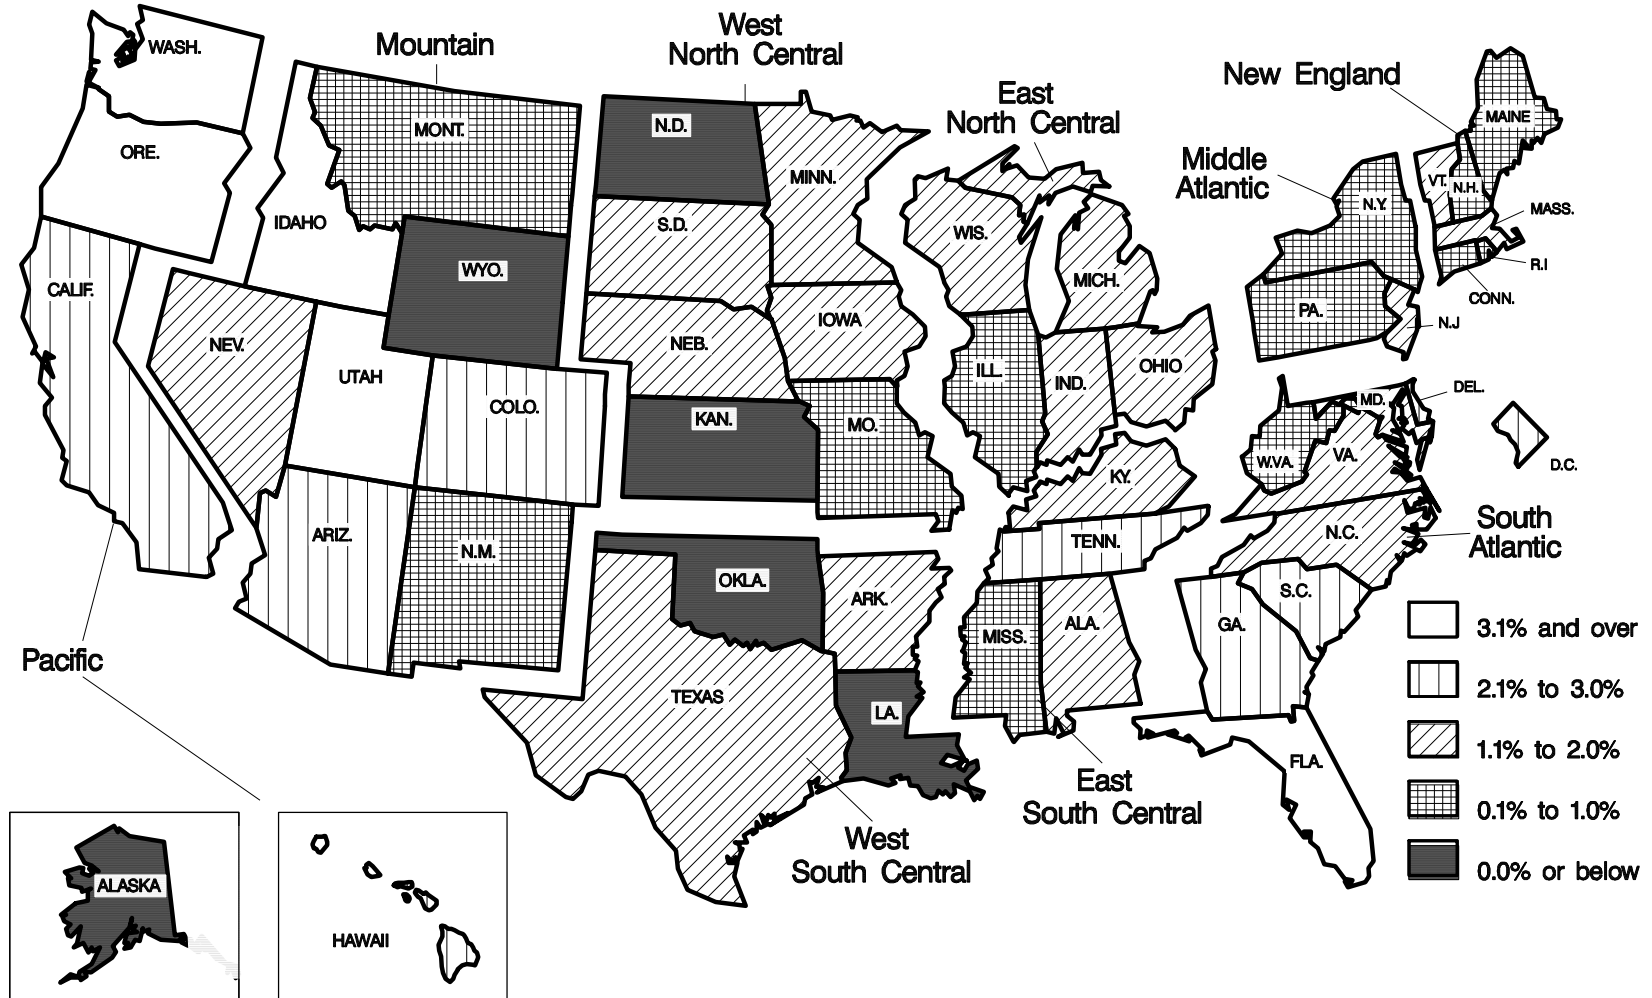 West
North Central
Mountain
New England
East
North Central
Middle
Atlantic
WASH.
ORE.
IDAHO
MONT.
WYO.
N.D.
S.D.
MINN.
WIS.
MICH.
MAINE
VT.
N.H.
N.Y.
MASS.
R.I
CONN.
N.J
PA.
CALIF.
NEV.
UTAH
COLO.
NEB.
IOWA
KAN.
MO.
ILL.
IND.
OHIO
MD.
DEL.
D.C.
W.VA.
VA.
KY.
South
Atlantic
ARIZ.
N.M.
OKLA.
ARK.
TENN.
N.C.
S.C.
MISS.
ALA.
GA.
TEXAS
LA.
FLA.
Pacific
East
South Central
West
South Central
ALASKA
HAWAII
3.1% and over
2.1% to 3.0%
1.1% to 2.0%
0.1% to 1.0%
0.0% or below